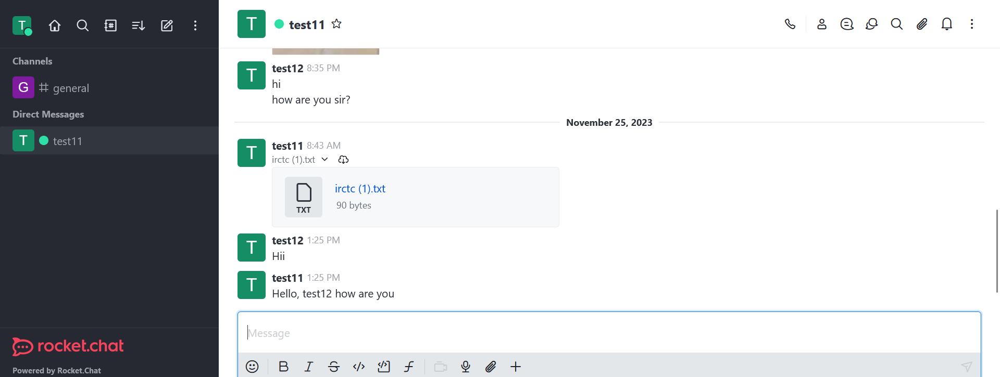 T
Channels
G general
Direct Messages
T test11
rocket.chat
Powered by Rocket.Chat
T test11
T test12 8:35 PM
hi
how are you sir?
November 25, 2023
T test11 8:43 AM
irctc (1).txt
TXT
irctc (1).txt
90 bytes
T test12 1:25 PM
Hii
T test11 1:25 PM
Hello, test12 how are you
Message